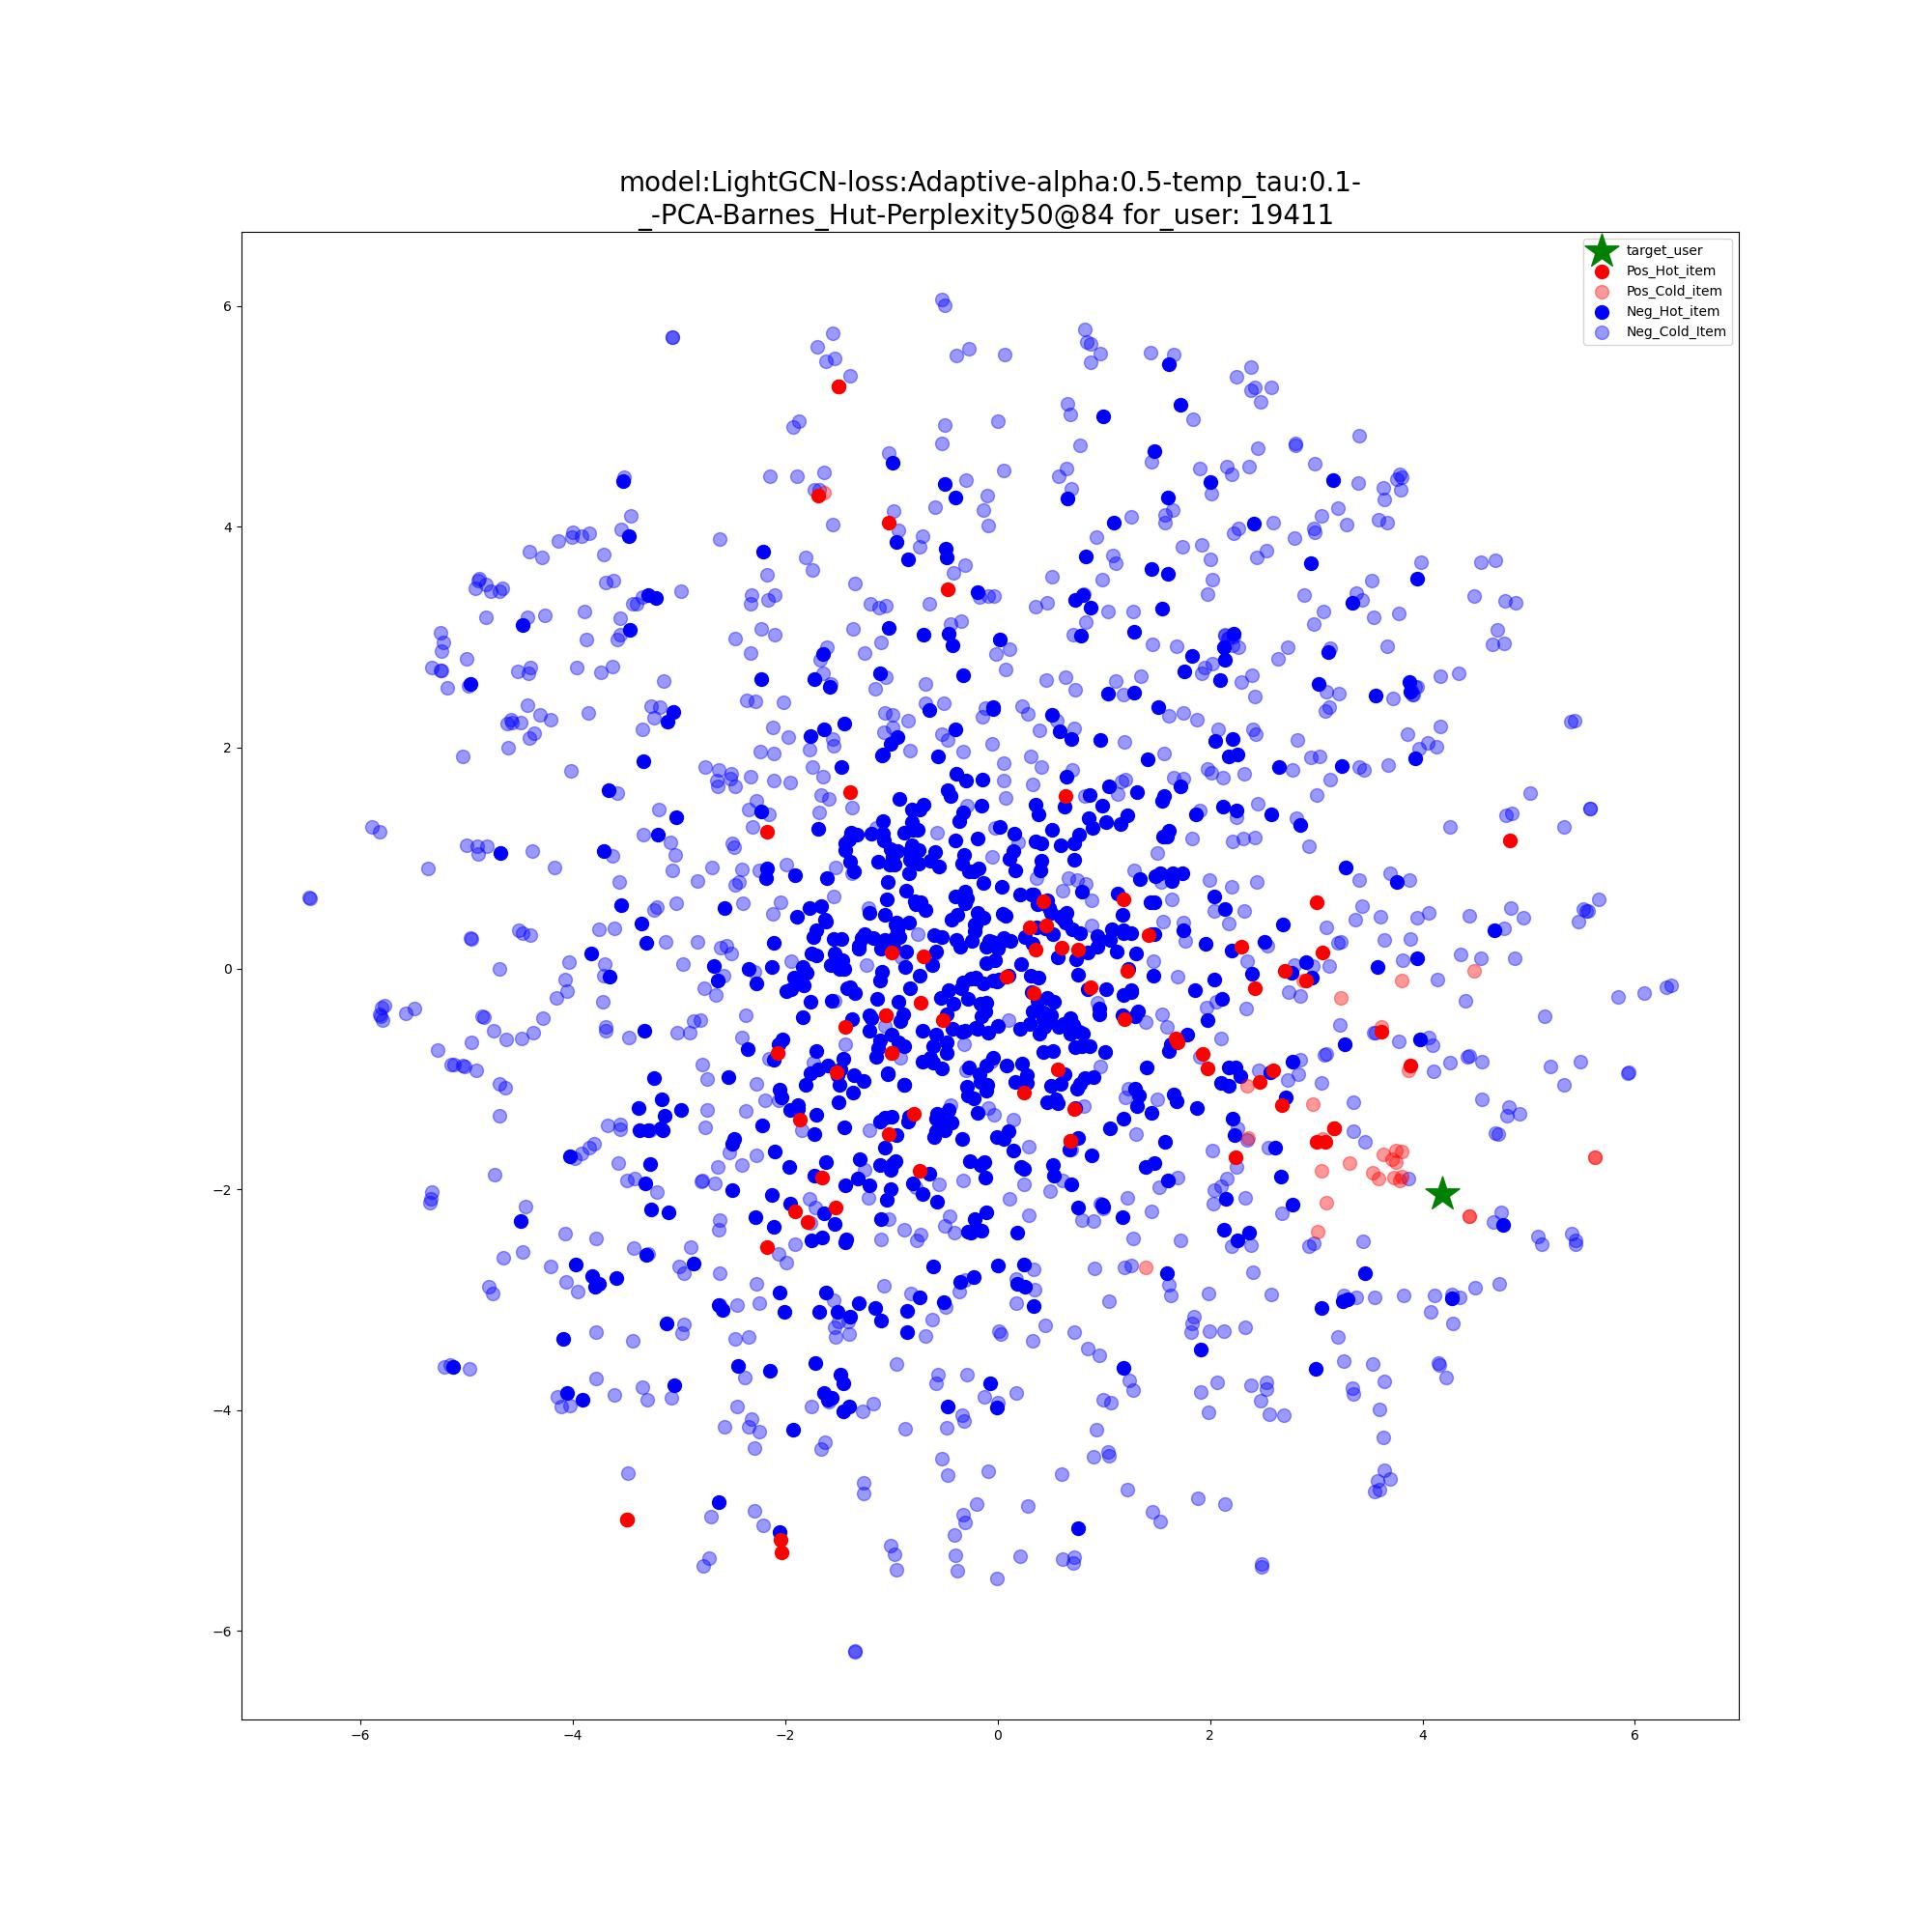 model:LightGCN-loss:Adaptive-alpha:0.5-temp_tau:0.1-
_-PCA-Barnes_Hut-Perplexity50@84 for_user: 19411
target_user
Pos_Hot_item
Pos_Cold_item
Neg_Hot_item
Neg_Cold_Item
6
4
2
0
−2
−4
−6
−6 −4 −2 0 2 4 6